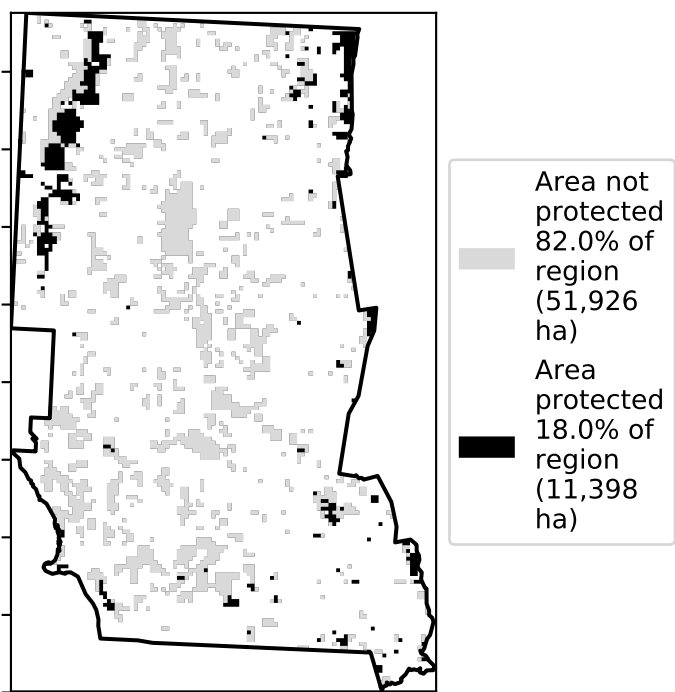 Area not
protected
82.0% of
region
(51,926
ha)
Area
protected
18.0% of
region
(11,398
ha)